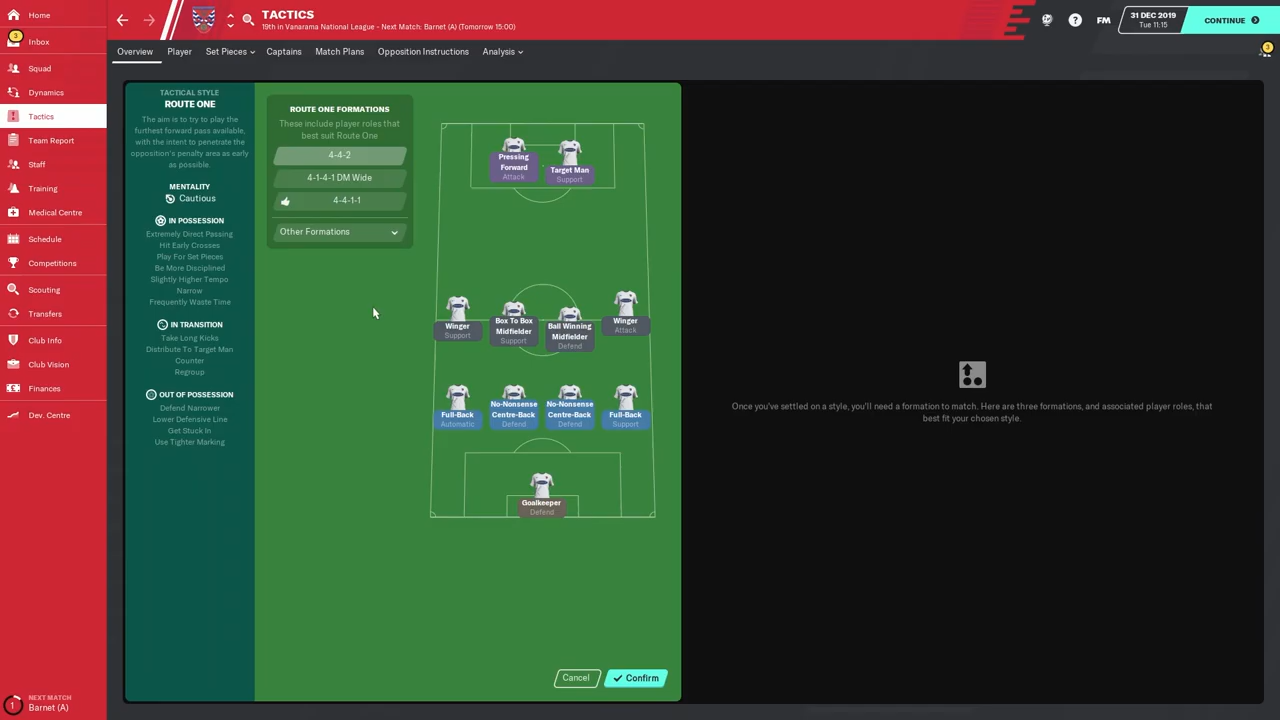 Home
3
Inbox
Squad
Dynamics
Tactics
Team Report
Staff
Training
Medical Centre
Schedule
Competitions
Scouting
Transfers
Club Info
Club Vision
Finances
Dev. Centre
1
NEXT MATCH
Barnet (A)
TACTICS
19th in Vanarama National League - Next Match: Barnet (A) (Tomorrow 15:00)
?
FM
31 DEC 2019
Tue 11:15
CONTINUE
Overview
Player
Set Pieces
Captains
Match Plans
Opposition Instructions
Analysis
3
TACTICAL STYLE
ROUTE ONE
The aim is to try to play the
furthest forward pass available,
with the intent to penetrate the
opposition's penalty area as early
as possible.
MENTALITY
Cautious
IN POSSESSION
Extremely Direct Passing
Hit Early Crosses
Play For Set Pieces
Be More Disciplined
Slightly Higher Tempo
Narrow
Frequently Waste Time
IN TRANSITION
Take Long Kicks
Distribute To Target Man
Counter
Regroup
OUT OF POSSESSION
Defend Narrower
Lower Defensive Line
Get Stuck In
Use Tighter Marking
ROUTE ONE FORMATIONS
These include player roles that
best suit Route One
4-4-2
4-1-4-1 DM Wide
4-4-1-1
Other Formations
Pressing
Forward
Attack
Target Man
Support
Winger
Support
Box To Box
Midfielder
Support
Ball Winning
Midfielder
Defend
Winger
Attack
Full-Back
Automatic
No-Nonsense
Centre-Back
Defend
No-Nonsense
Centre-Back
Defend
Full-Back
Support
Goalkeeper
Defend
Cancel
Confirm
Once you've settled on a style, you'll need a formation to match. Here are three formations, and associated player roles, that
best fit your chosen style.